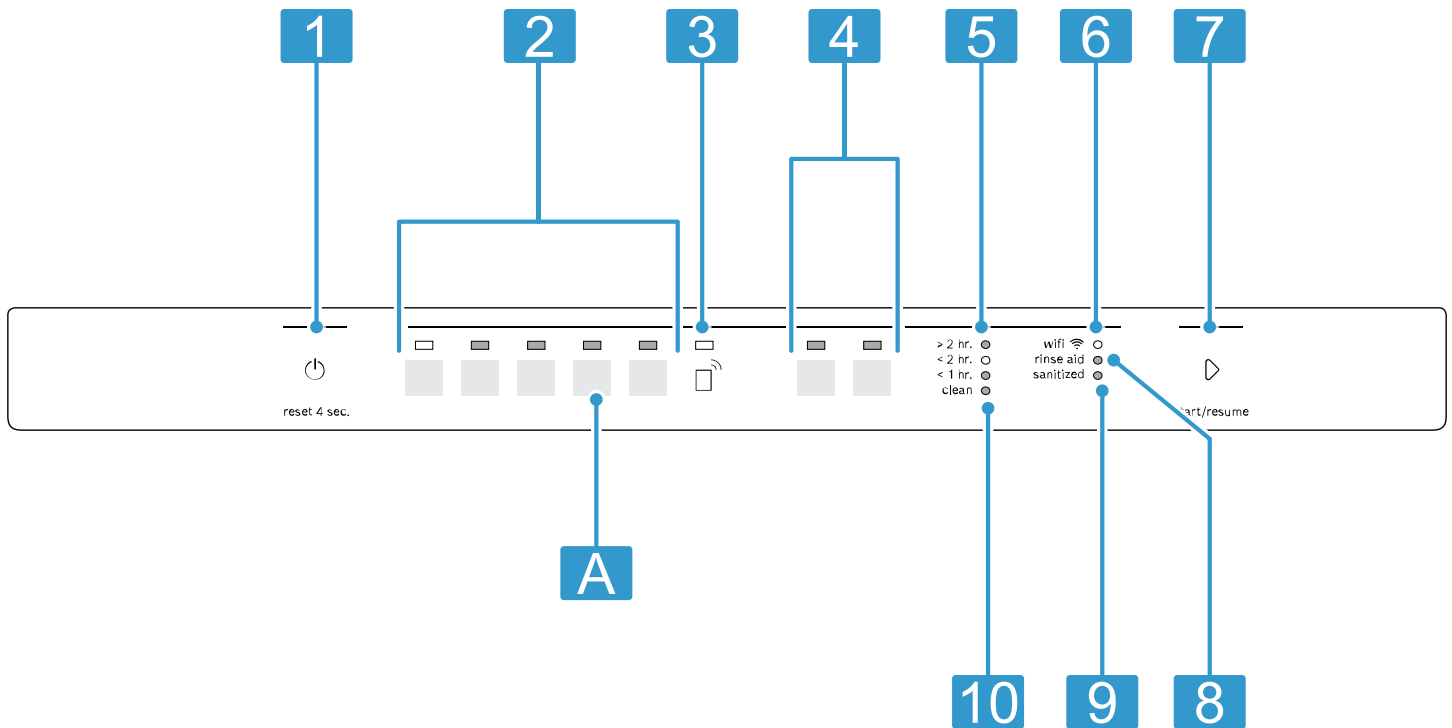 1 2 3 4 5 6 7
> 2 hr. wifi
< 2 hr. rinse aid
< 1 hr. sanitized
clean
reset 4 sec. art/resume
A
10 9 8